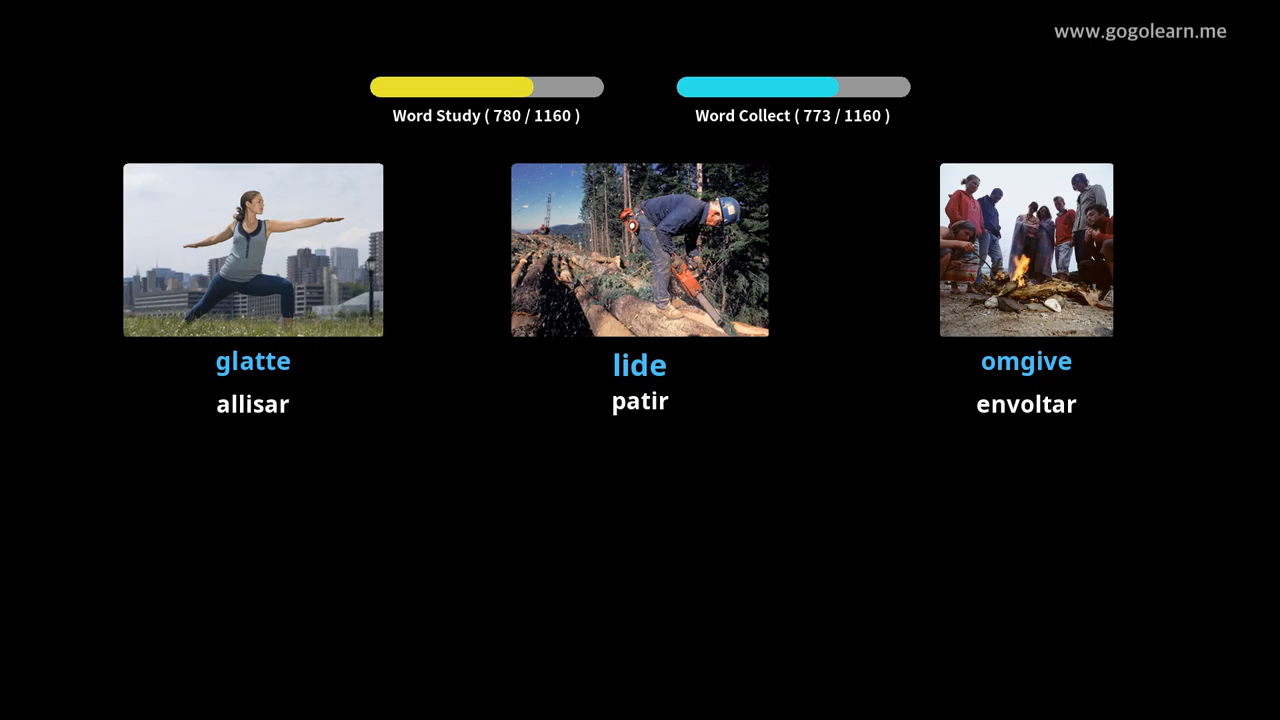 www.gogolearn.me
Word Study ( 780 / 1160 )
Word Collect ( 773 / 1160 )
glatte
lide
omgive
allisar
patir
envoltar